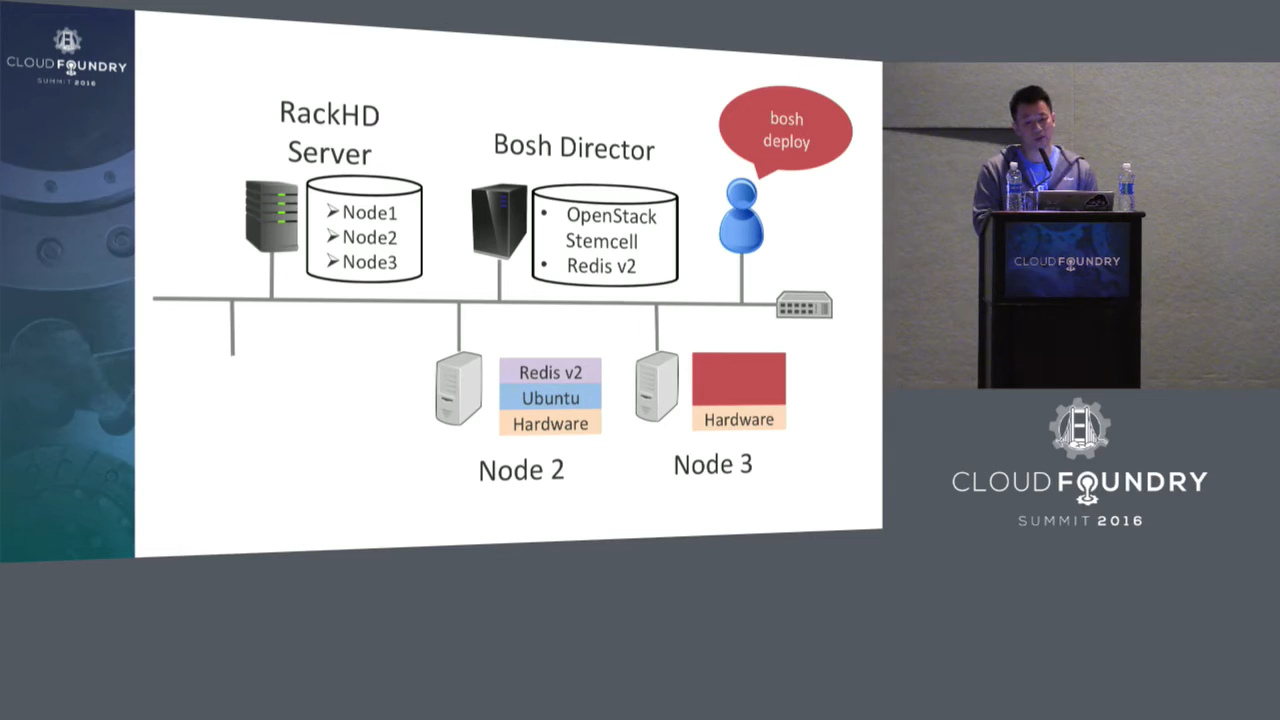 CLOUD FOUNDRY
SUMMIT 2016
RackHD
Server
Node1
Node2
Node3
Bosh Director
OpenStack
Stemcell
Redis v2
bosh
deploy
Redis v2
Ubuntu
Hardware
Node 2
Hardware
Node 3
CLOUD FOUNDRY
CLOUD FOUNDRY
SUMMIT 2016